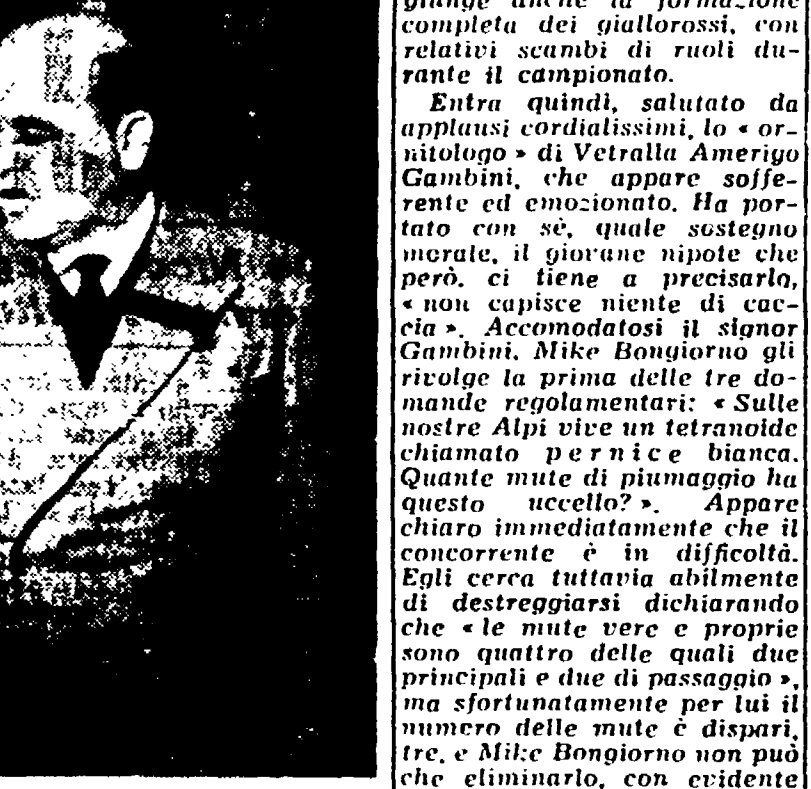 giunge anche la formazione
completa dei giallorossi, con
relativi scambi di ruoli du-
rante il campionato.
Entra quindi, salutato da
applausi cordialissimi, lo « or-
nitologo » di Vetralla Amerigo
Gambini, che appare soffe-
rente ed emozionato. Ha por-
tato con sè, quale sostegno
morale, il giovane nipote che
però, ci tiene a precisarlo,
« non capisce niente di cac-
cia ». Accomodatosi il signor
Gambini, Mike Bongiorno gli
rivolge la prima delle tre do-
mande regolamentari: « Sulle
nostre Alpi vive un tetranoide
chiamato pernice bianca.
Quante mute di piumaggio ha
questo uccello? ». Appare
chiaro immediatamente che il
concorrente è in difficoltà.
Egli cerca tuttavia abilmente
di destreggiarsi dichiarando
che « le mute vere e proprie
sono quattro delle quali due
principali e due di passaggio »,
ma sfortunatamente per lui il
numero delle mute è dispari,
tre, e Mike Bongiorno non può
che eliminarlo, con evidente